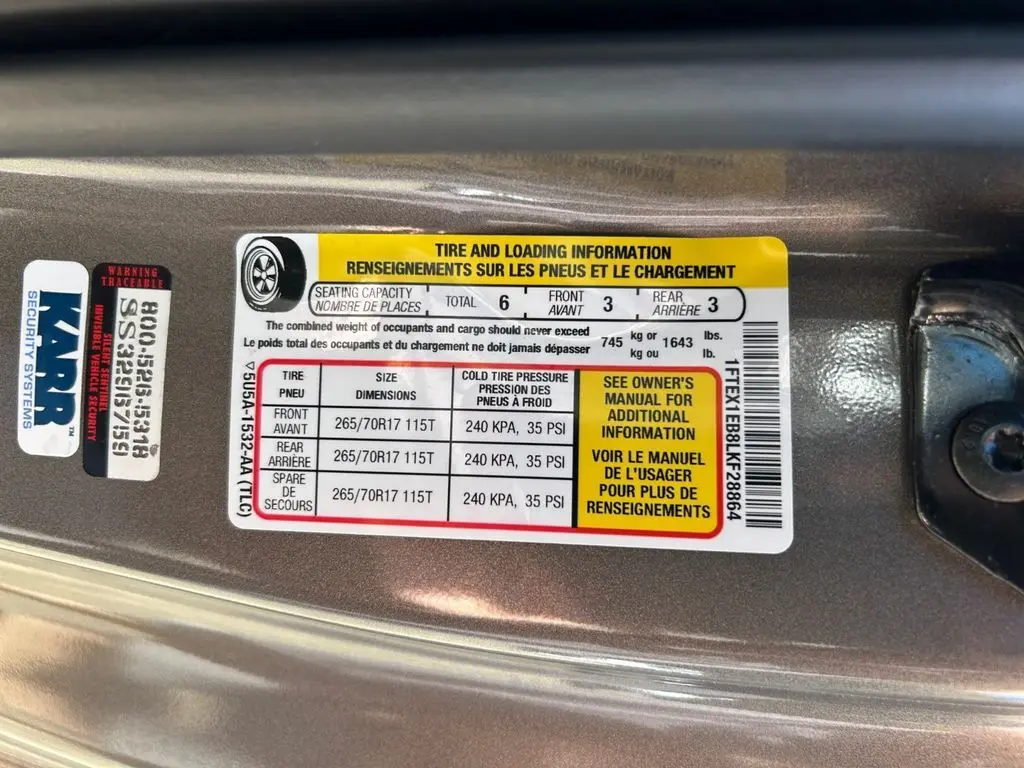 KARR™
SECURITY SYSTEMS
WARNING
TRACEABLE
800-526-5318
SS3296756
SILENT SENTINEL
INVISIBLE VEHICLE SECURITY
TIRE AND LOADING INFORMATION
RENSEIGNEMENTS SUR LES PNEUS ET LE CHARGEMENT
SEATING CAPACITY TOTAL 6 FRONT 3 REAR 3
NOMBRE DE PLACES AVANT ARRIÈRE
The combined weight of occupants and cargo should never exceed 745 kg or 1643 lbs.
Le poids total des occupants et du chargement ne doit jamais dépasser kg ou lb.
▽5U5A-1532-AA (TLC)
TIRE SIZE COLD TIRE PRESSURE
PNEU DIMENSIONS PRESSION DES
PNEUS À FROID
FRONT
AVANT 265/70R17 115T 240 KPA, 35 PSI
REAR
ARRIÈRE 265/70R17 115T 240 KPA, 35 PSI
SPARE
DE
SECOURS 265/70R17 115T 240 KPA, 35 PSI
SEE OWNER'S
MANUAL FOR
ADDITIONAL
INFORMATION
VOIR LE MANUEL
DE L'USAGER
POUR PLUS DE
RENSEIGNEMENTS
1FTEX1EB8LKF28864